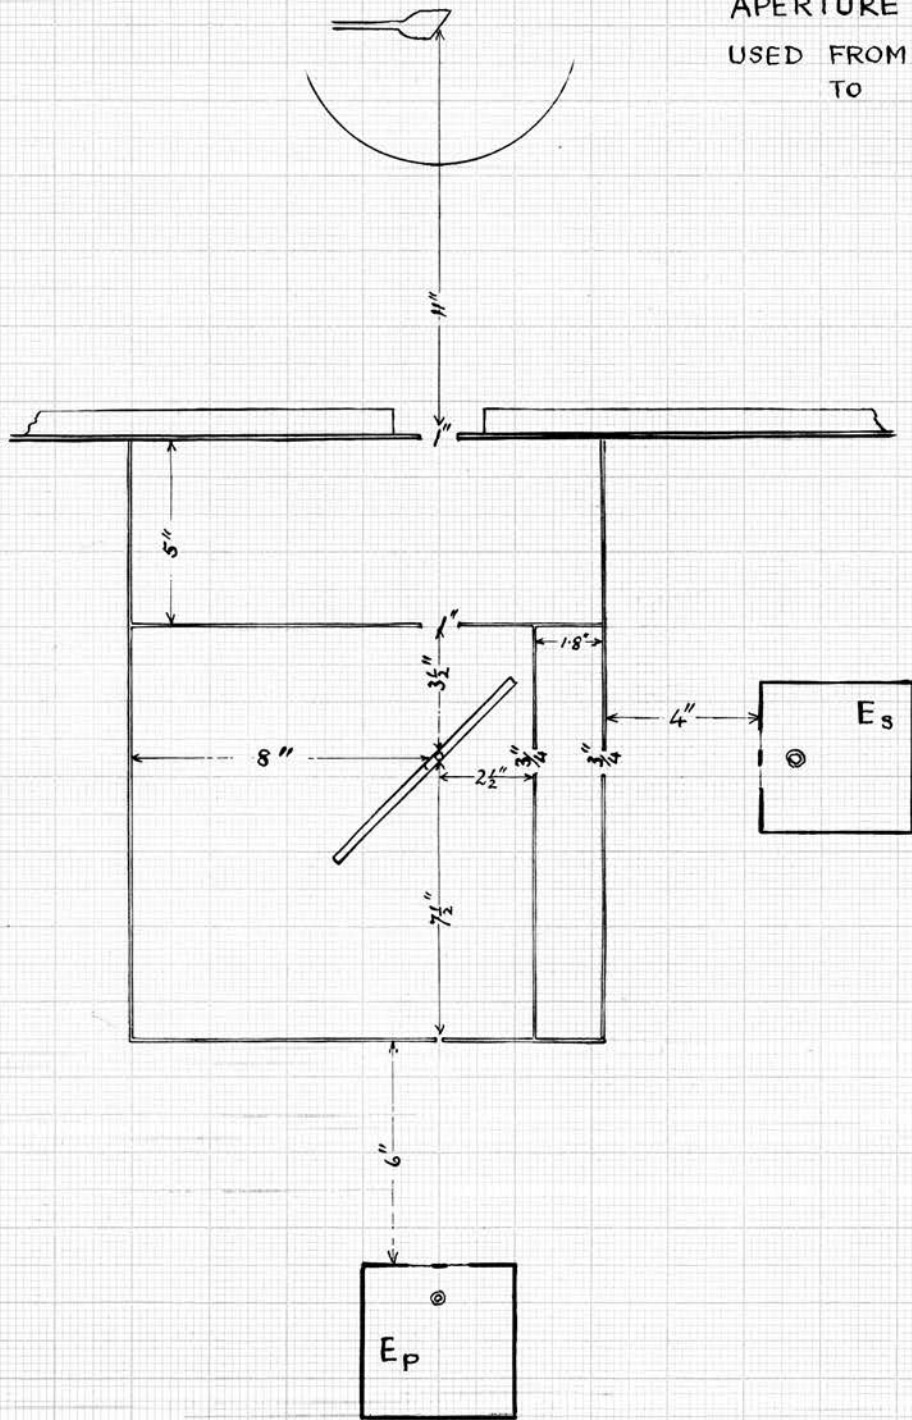 APERTURE
USED FROM
TO
11"
1"
5"
1"
1·8"
3½"
4"
Es
8"
¾"
¾"
2½"
7½"
6"
Ep